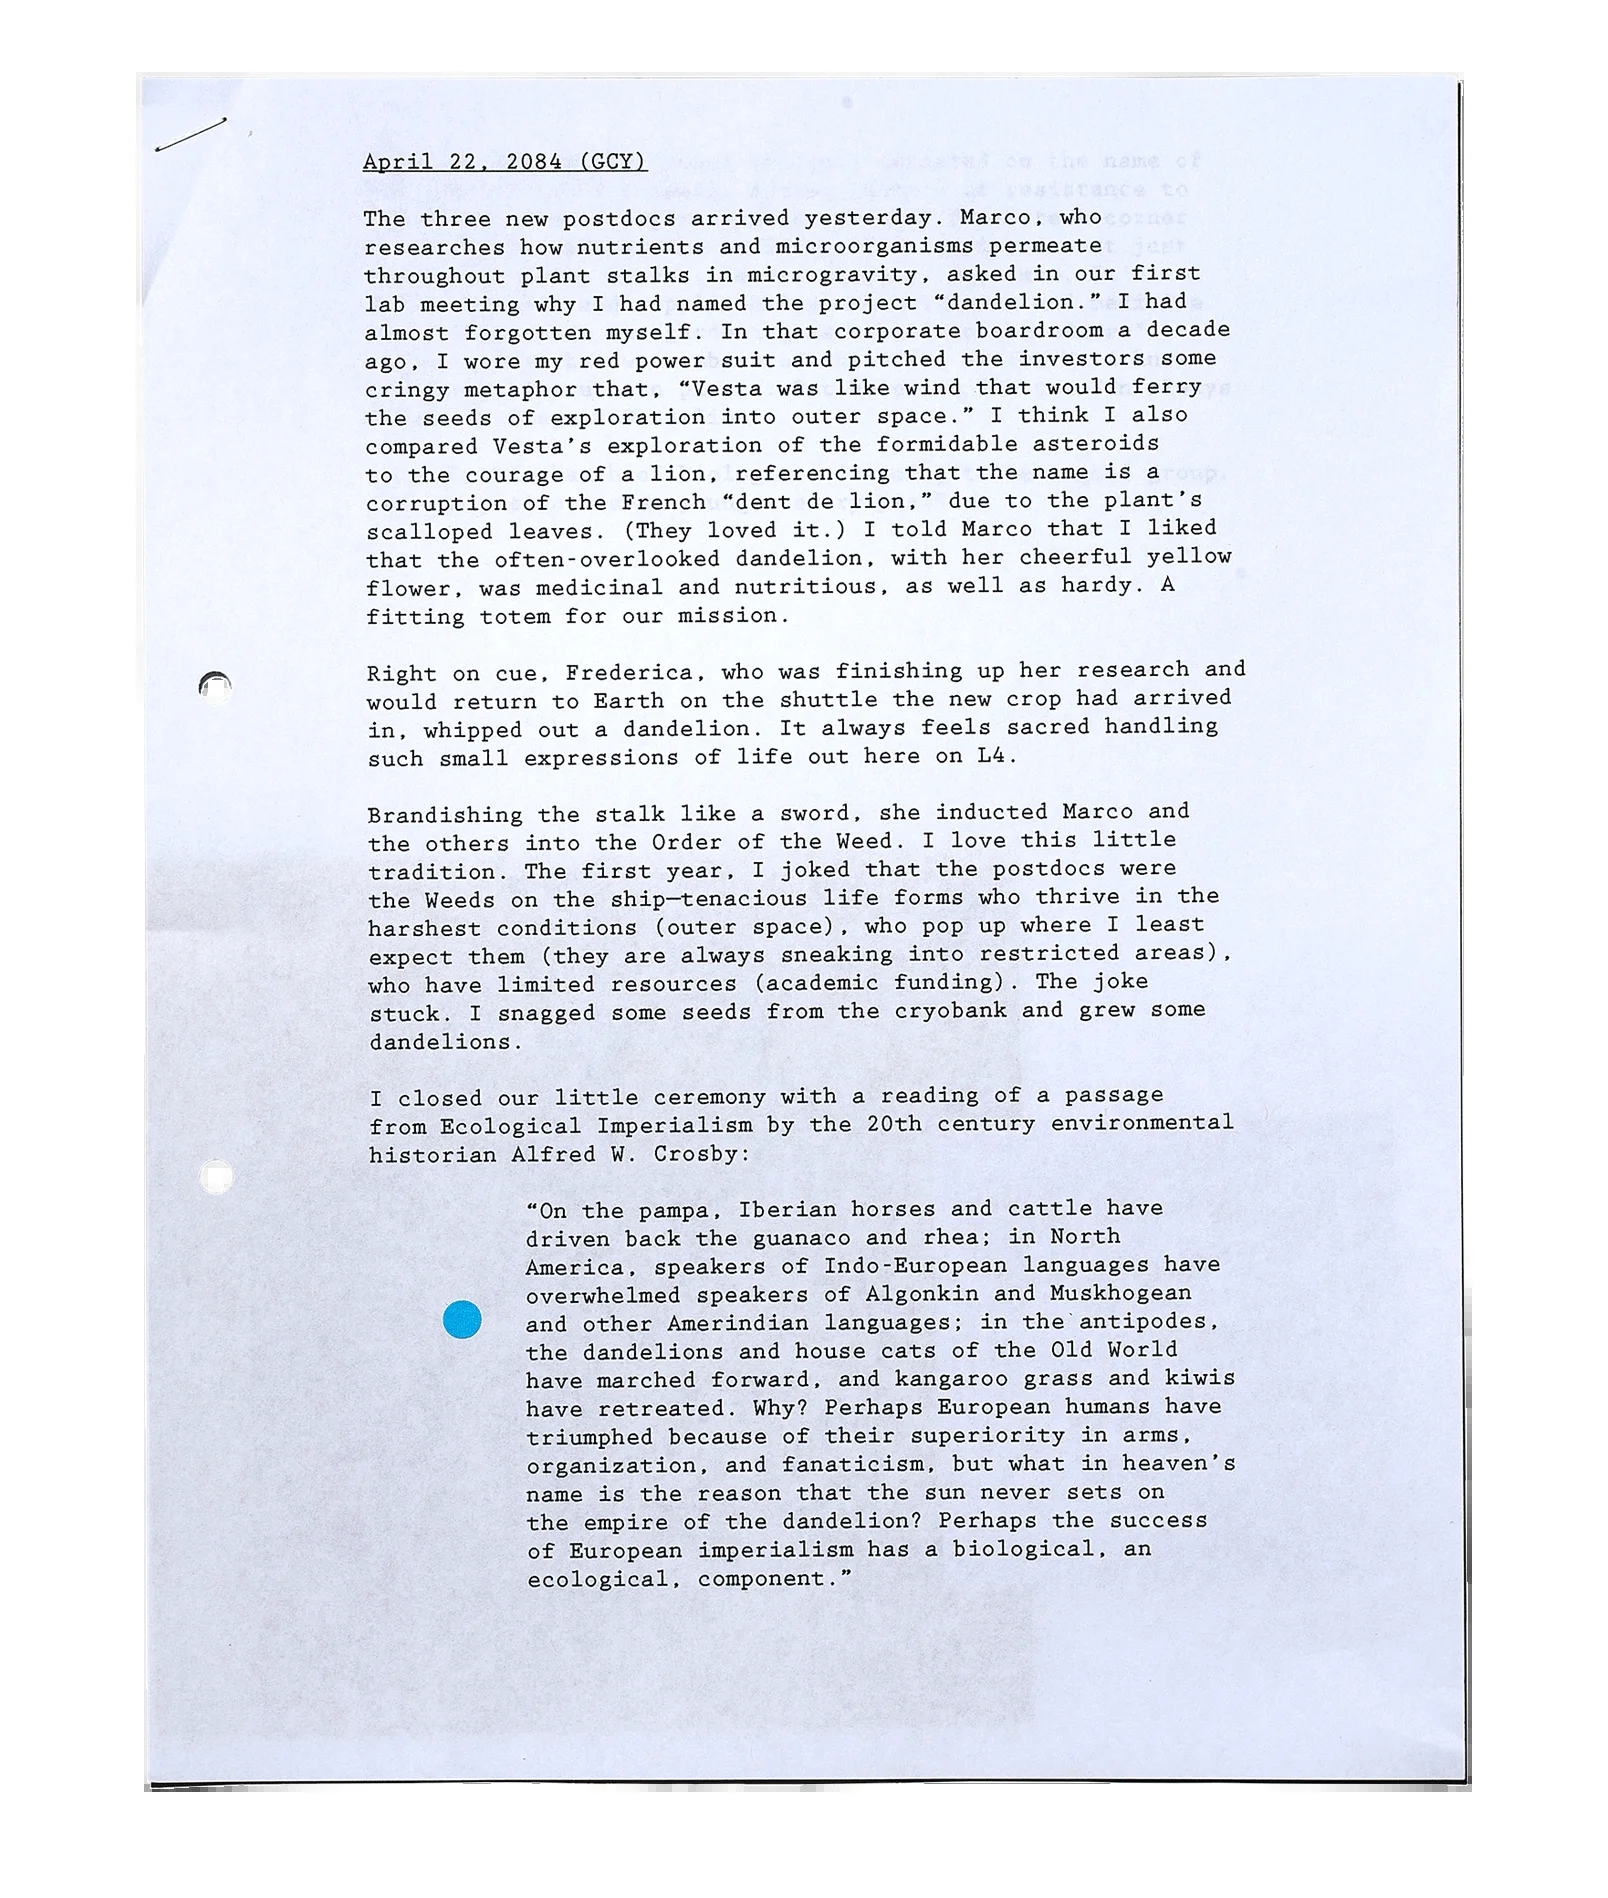 April 22, 2084 (GCY)
The three new postdocs arrived yesterday. Marco, who
researches how nutrients and microorganisms permeate
throughout plant stalks in microgravity, asked in our first
lab meeting why I had named the project “dandelion.” I had
almost forgotten myself. In that corporate boardroom a decade
ago, I wore my red power suit and pitched the investors some
cringy metaphor that, “Vesta was like wind that would ferry
the seeds of exploration into outer space.” I think I also
compared Vesta’s exploration of the formidable asteroids
to the courage of a lion, referencing that the name is a
corruption of the French “dent de lion,” due to the plant’s
scalloped leaves. (They loved it.) I told Marco that I liked
that the often-overlooked dandelion, with her cheerful yellow
flower, was medicinal and nutritious, as well as hardy. A
fitting totem for our mission.
Right on cue, Frederica, who was finishing up her research and
would return to Earth on the shuttle the new crop had arrived
in, whipped out a dandelion. It always feels sacred handling
such small expressions of life out here on L4.
Brandishing the stalk like a sword, she inducted Marco and
the others into the Order of the Weed. I love this little
tradition. The first year, I joked that the postdocs were
the Weeds on the ship—tenacious life forms who thrive in the
harshest conditions (outer space), who pop up where I least
expect them (they are always sneaking into restricted areas),
who have limited resources (academic funding). The joke
stuck. I snagged some seeds from the cryobank and grew some
dandelions.
I closed our little ceremony with a reading of a passage
from Ecological Imperialism by the 20th century environmental
historian Alfred W. Crosby:
“On the pampa, Iberian horses and cattle have
driven back the guanaco and rhea; in North
America, speakers of Indo-European languages have
overwhelmed speakers of Algonkin and Muskhogean
and other Amerindian languages; in the antipodes,
the dandelions and house cats of the Old World
have marched forward, and kangaroo grass and kiwis
have retreated. Why? Perhaps European humans have
triumphed because of their superiority in arms,
organization, and fanaticism, but what in heaven’s
name is the reason that the sun never sets on
the empire of the dandelion? Perhaps the success
of European imperialism has a biological, an
ecological, component.”